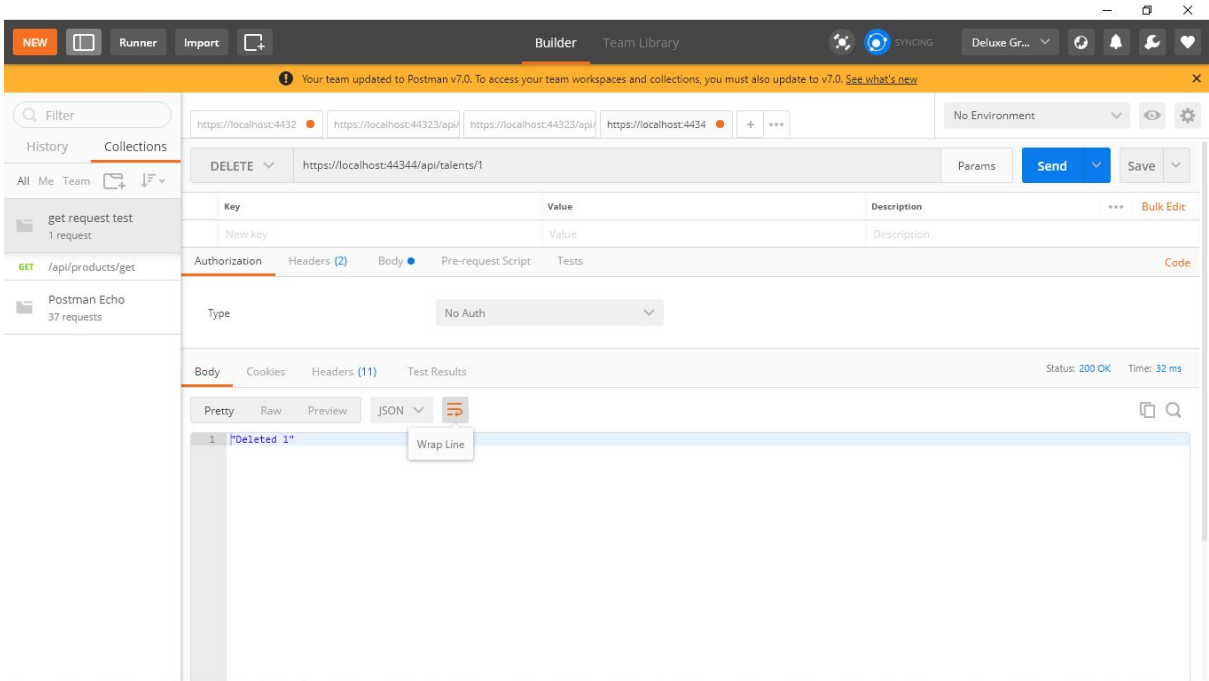 NEW Runner Import Builder Team Library SYNCING Deluxe Gr...
Your team updated to Postman v7.0. To access your team workspaces and collections, you must also update to v7.0. See what's new
Filter
https://localhost:4432 https://localhost:44323/api/ https://localhost:44323/api/ https://localhost:4434 + ••• No Environment
History Collections
All Me Team
DELETE https://localhost:44344/api/talents/1 Params Send Save
Key Value Description ••• Bulk Edit
New key Value Description
get request test
1 request
GET /api/products/get
Postman Echo
37 requests
Authorization Headers (2) Body Pre-request Script Tests Code
Type No Auth
Body Cookies Headers (11) Test Results Status: 200 OK Time: 32 ms
Pretty Raw Preview JSON
Wrap Line
1 "Deleted 1"